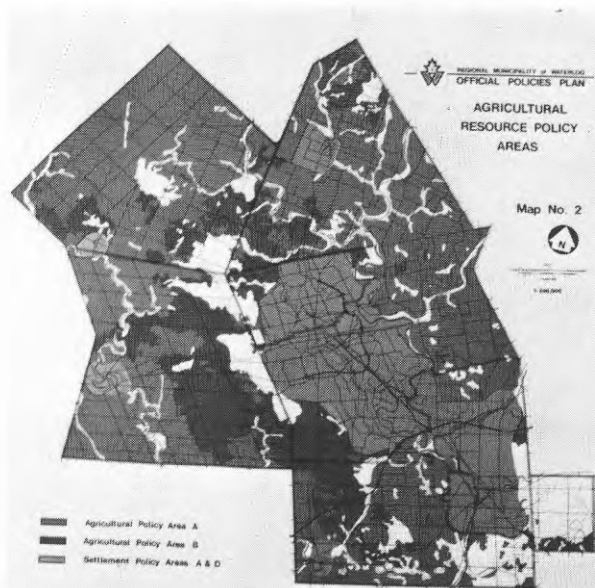 REGIONAL MUNICIPALITY of WATERLOO
OFFICIAL POLICIES PLAN
AGRICULTURAL
RESOURCE POLICY
AREAS
Map No. 2
N
Agricultural Policy Area A
Agricultural Policy Area B
Settlement Policy Areas A & D